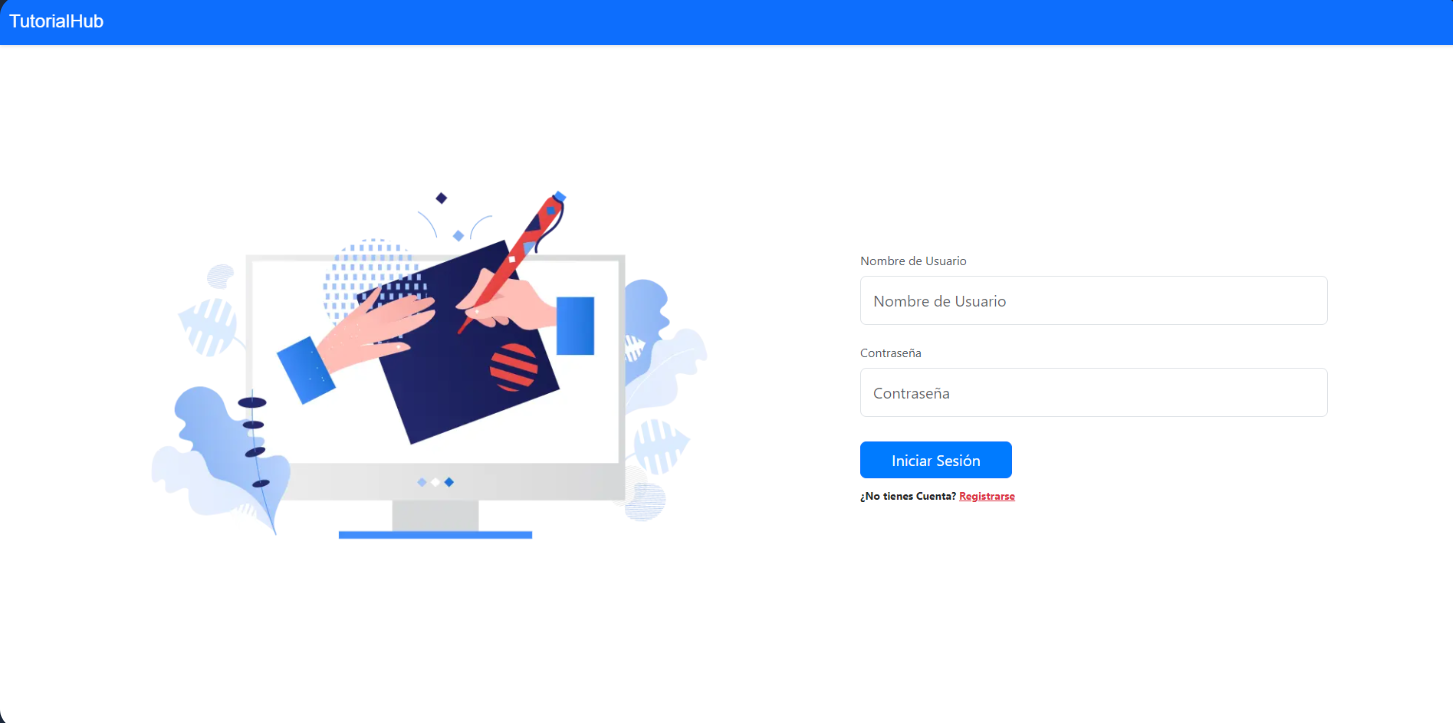 TutorialHub
Nombre de Usuario
Nombre de Usuario
Contraseña
Contraseña
Iniciar Sesión
¿No tienes Cuenta? Registrarse